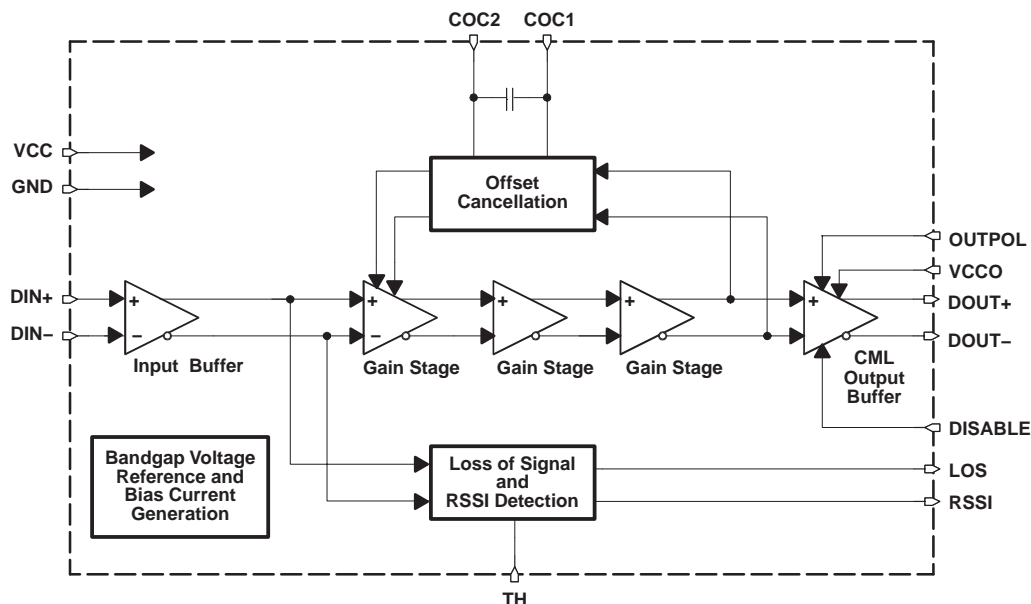 COC2 COC1
VCC
GND
Offset
Cancellation
OUTPOL
VCCO
DIN+
DOUT+
DIN−
DOUT−
+
−
+
−
+
+
+
Input Buffer
Gain Stage
Gain Stage
Gain Stage
CML
Output
Buffer
DISABLE
Bandgap Voltage
Reference and
Bias Current
Generation
Loss of Signal
and
RSSI Detection
LOS
RSSI
TH